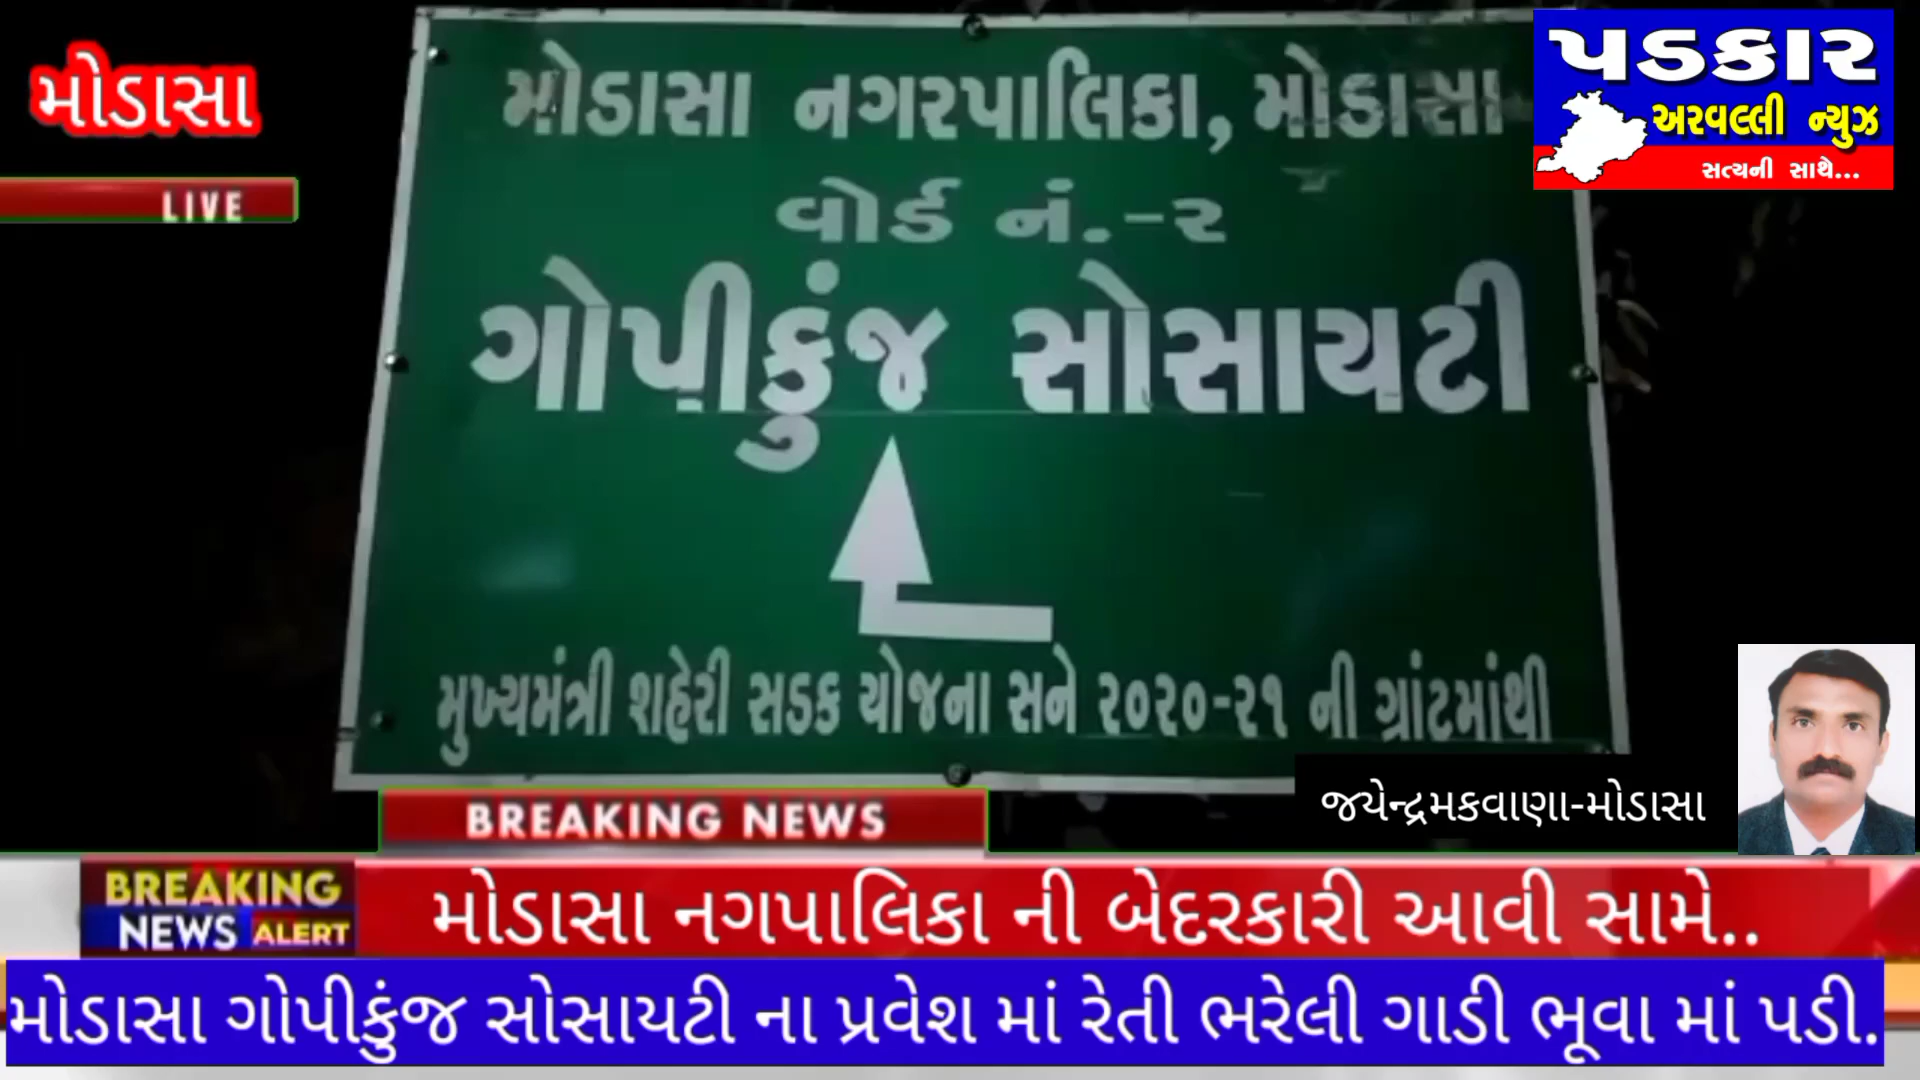 મોડાસા
LIVE
પડકાર
અરવલ્લી ન્યુઝ
સત્યની સાથે...
મોડાસા નગરપાલિકા, મોડાસા
વોર્ડ નં.-૨
ગોપીકુંજ સોસાયટી
મુખ્યમંત્રી શહેરી સડક યોજના સને ૨૦૨૦-૨૧ ની ગ્રાંટમાંથી
જયેન્દ્રમકવાણા-મોડાસા
BREAKING NEWS
BREAKING
NEWS ALERT
મોડાસા નગપાલિકા ની બેદરકારી આવી સામે..
મોડાસા ગોપીકુંજ સોસાયટી ના પ્રવેશ માં રેતી ભરેલી ગાડી ભૂવા માં પડી.